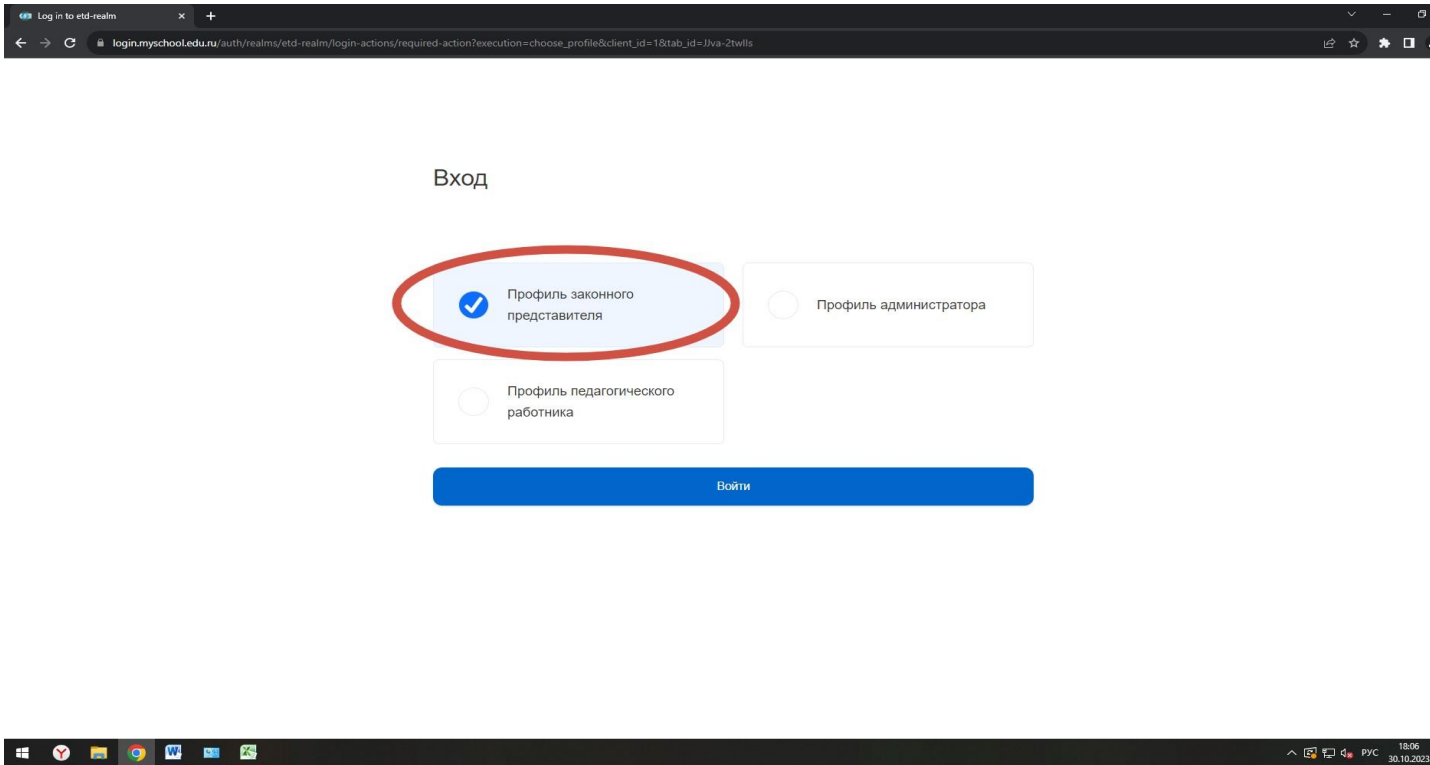 Log in to etd-realm
login.myschool.edu.ru/auth/realms/etd-realm/login-actions/required-action?execution=choose_profile&client_id=1&tab_id=JJva-2twlls
Вход
Профиль законного
представителя
Профиль администратора
Профиль педагогического
работника
Войти
РУС
18:06
30.10.2023